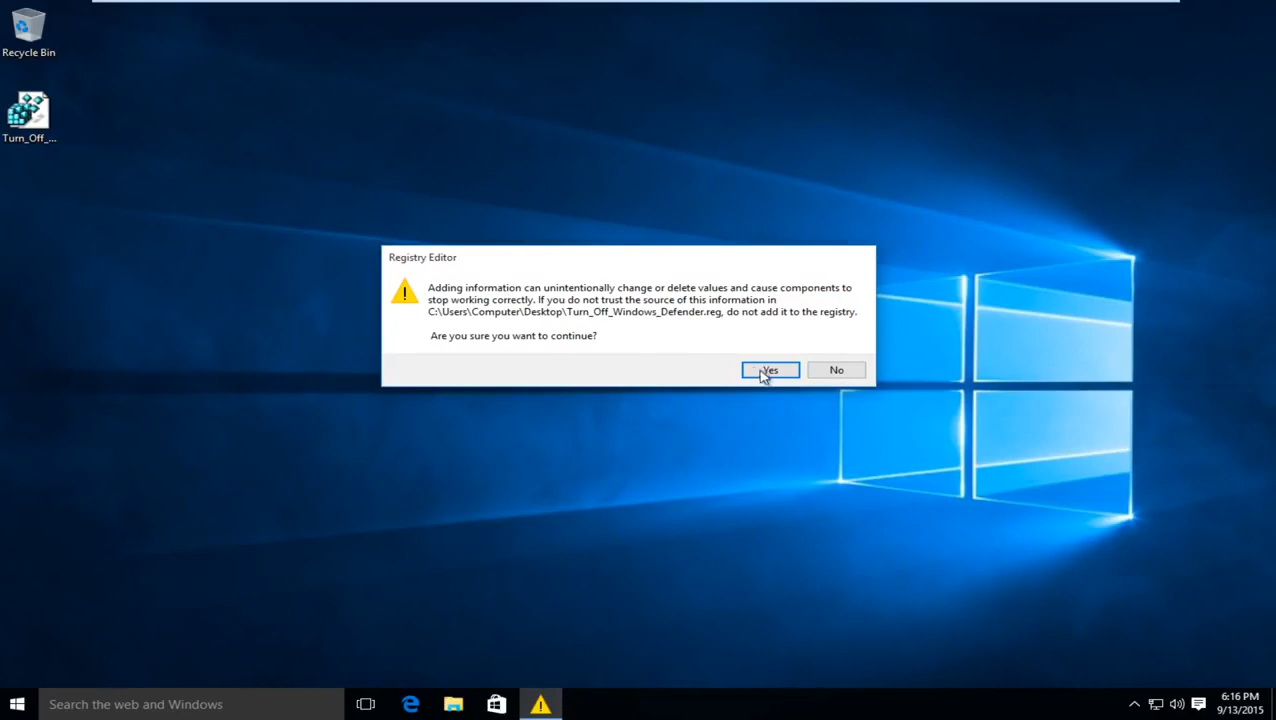 Recycle Bin
Turn_Off_...
Registry Editor
Adding information can unintentionally change or delete values and cause components to
stop working correctly. If you do not trust the source of this information in
C:\Users\Computer\Desktop\Turn_Off_Windows_Defender.reg, do not add it to the registry.
Are you sure you want to continue?
Yes
No
Search the web and Windows
6:16 PM
9/13/2015